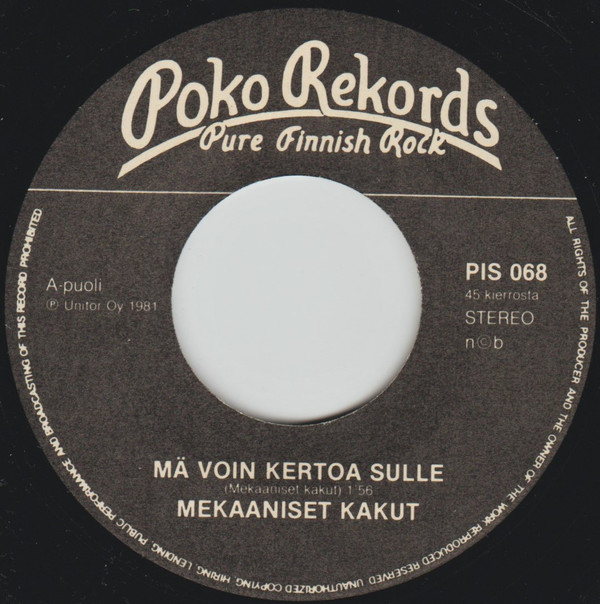 Poko Rekords
Pure Finnish Rock
A-puoli
℗ Unitor Oy 1981
PIS 068
45 kierrosta
STEREO
n©b
MÄ VOIN KERTOA SULLE
(Mekaaniset kakut) 1'56
MEKAANISET KAKUT
ALL RIGHTS OF THE PRODUCER AND THE OWNER OF THE WORK REPRODUCED RESERVED UNAUTHORIZED COPYING, HIRING, LENDING, PUBLIC PERFORMANCE AND BROADCASTING OF THIS RECORD PROHIBITED